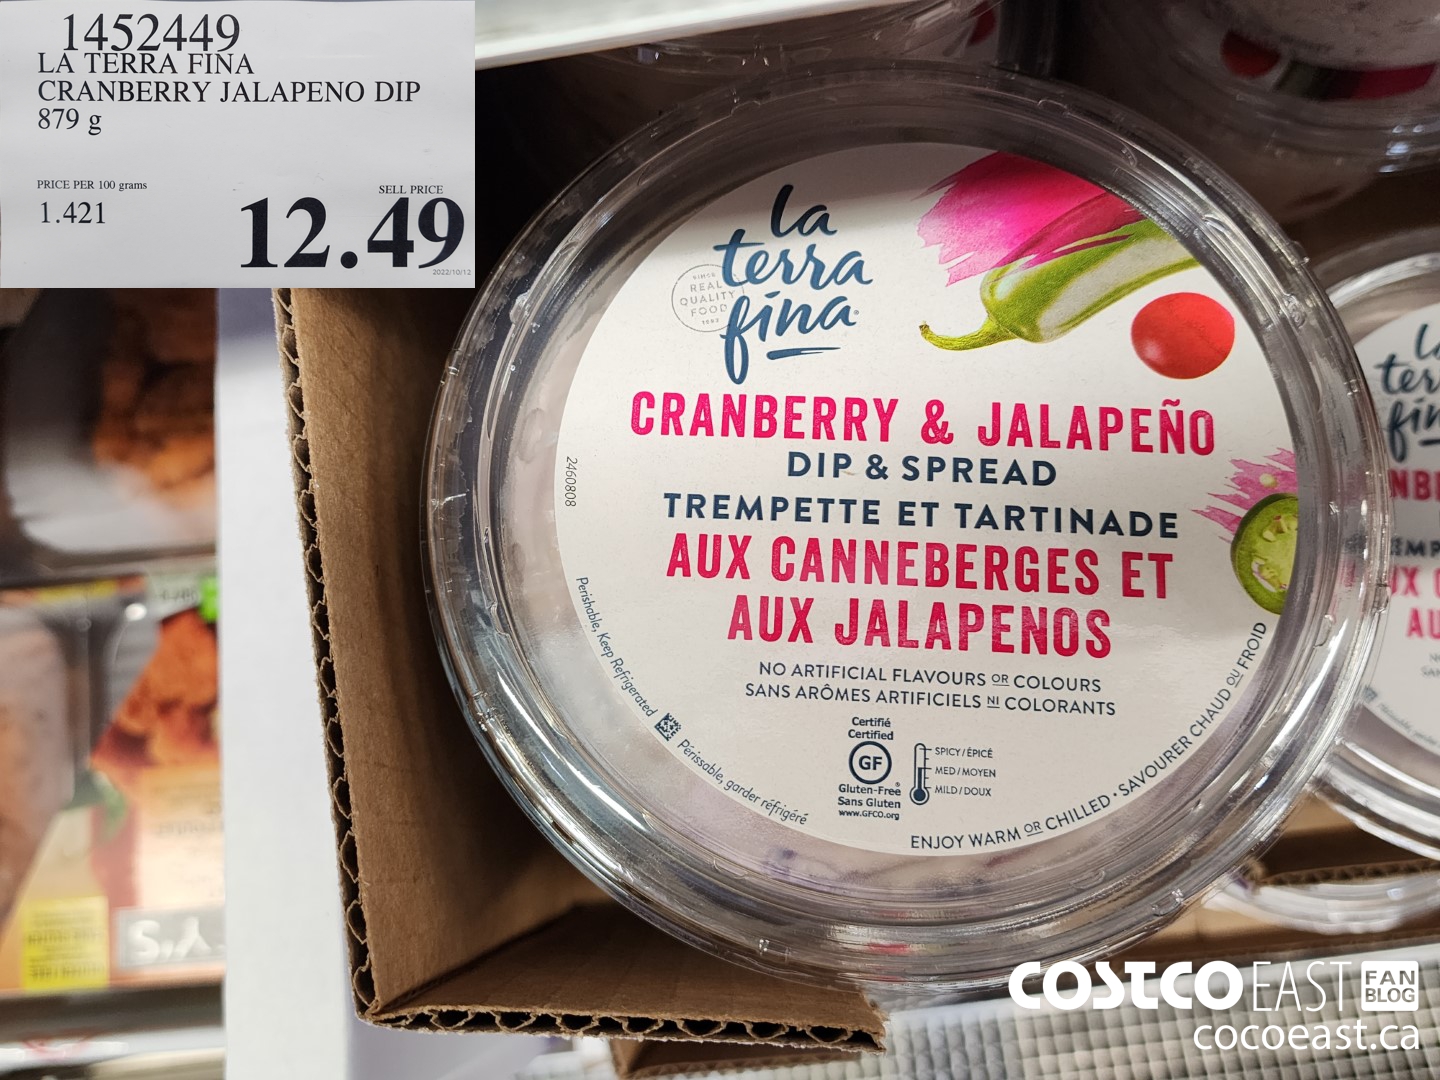 1452449
LA TERRA FINA
CRANBERRY JALAPENO DIP
879 g
PRICE PER 100 grams
1.421
SELL PRICE
12.49
2022/10/12
la
terra
fina
SINCE
REAL
QUALITY
FOOD
1982
CRANBERRY & JALAPEÑO
DIP & SPREAD
TREMPETTE ET TARTINADE
AUX CANNEBERGES ET
AUX JALAPENOS
NO ARTIFICIAL FLAVOURS OR COLOURS
SANS ARÔMES ARTIFICIELS NI COLORANTS
Certifié
Certified
GF
Gluten-Free
Sans Gluten
www.GFCO.org
SPICY/ÉPICÉ
MED/MOYEN
MILD/DOUX
2460808
Perishable, Keep Refrigerated
Périssable, garder réfrigéré
ENJOY WARM OR CHILLED • SAVOURER CHAUD OU FROID
COSTCO EAST FAN
BLOG
cocoeast.ca